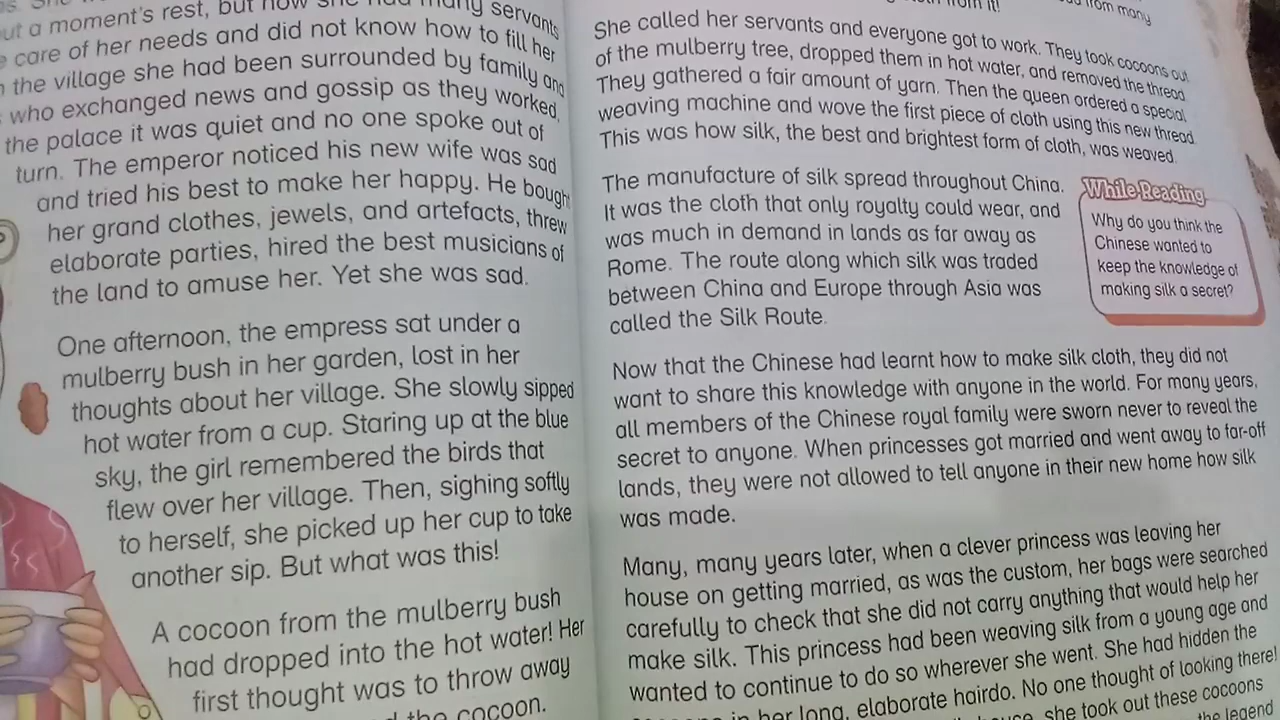 a moment's rest, but now she had many servants
care of her needs and did not know how to fill her
the village she had been surrounded by family and
who exchanged news and gossip as they worked,
the palace it was quiet and no one spoke out of
turn. The emperor noticed his new wife was sad
and tried his best to make her happy. He bought
her grand clothes, jewels, and artefacts, threw
elaborate parties, hired the best musicians of
the land to amuse her. Yet she was sad.
One afternoon, the empress sat under a
mulberry bush in her garden, lost in her
thoughts about her village. She slowly sipped
hot water from a cup. Staring up at the blue
sky, the girl remembered the birds that
flew over her village. Then, sighing softly
to herself, she picked up her cup to take
another sip. But what was this!
A cocoon from the mulberry bush
had dropped into the hot water! Her
first thought was to throw away
the cocoon.
from it!
from many
She called her servants and everyone got to work. They took cocoons out
of the mulberry tree, dropped them in hot water, and removed the thread
They gathered a fair amount of yarn. Then the queen ordered a special
weaving machine and wove the first piece of cloth using this new thread.
This was how silk, the best and brightest form of cloth, was weaved.
The manufacture of silk spread throughout China.
It was the cloth that only royalty could wear, and
was much in demand in lands as far away as
Rome. The route along which silk was traded
between China and Europe through Asia was
called the Silk Route.
While Reading
Why do you think the
Chinese wanted to
keep the knowledge of
making silk a secret?
Now that the Chinese had learnt how to make silk cloth, they did not
want to share this knowledge with anyone in the world. For many years,
all members of the Chinese royal family were sworn never to reveal the
secret to anyone. When princesses got married and went away to far-off
lands, they were not allowed to tell anyone in their new home how silk
was made.
Many, many years later, when a clever princess was leaving her
house on getting married, as was the custom, her bags were searched
carefully to check that she did not carry anything that would help her
make silk. This princess had been weaving silk from a young age and
wanted to continue to do so wherever she went. She had hidden the
in her long, elaborate hairdo. No one thought of looking there!
she took out these cocoons
the legend